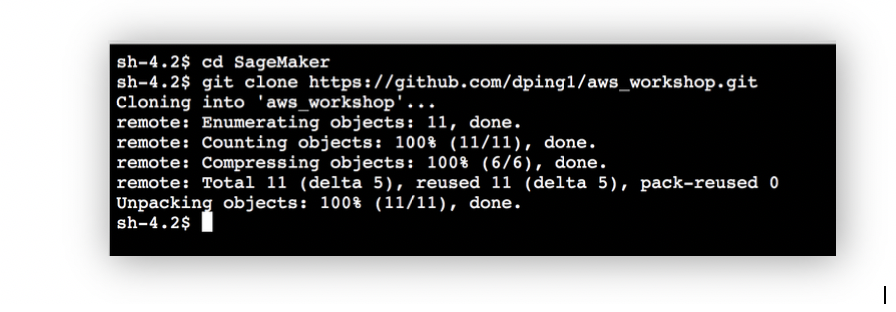 sh-4.2$ cd SageMaker
sh-4.2$ git clone https://github.com/dping1/aws_workshop.git
Cloning into 'aws_workshop'...
remote: Enumerating objects: 11, done.
remote: Counting objects: 100% (11/11), done.
remote: Compressing objects: 100% (6/6), done.
remote: Total 11 (delta 5), reused 11 (delta 5), pack-reused 0
Unpacking objects: 100% (11/11), done.
sh-4.2$